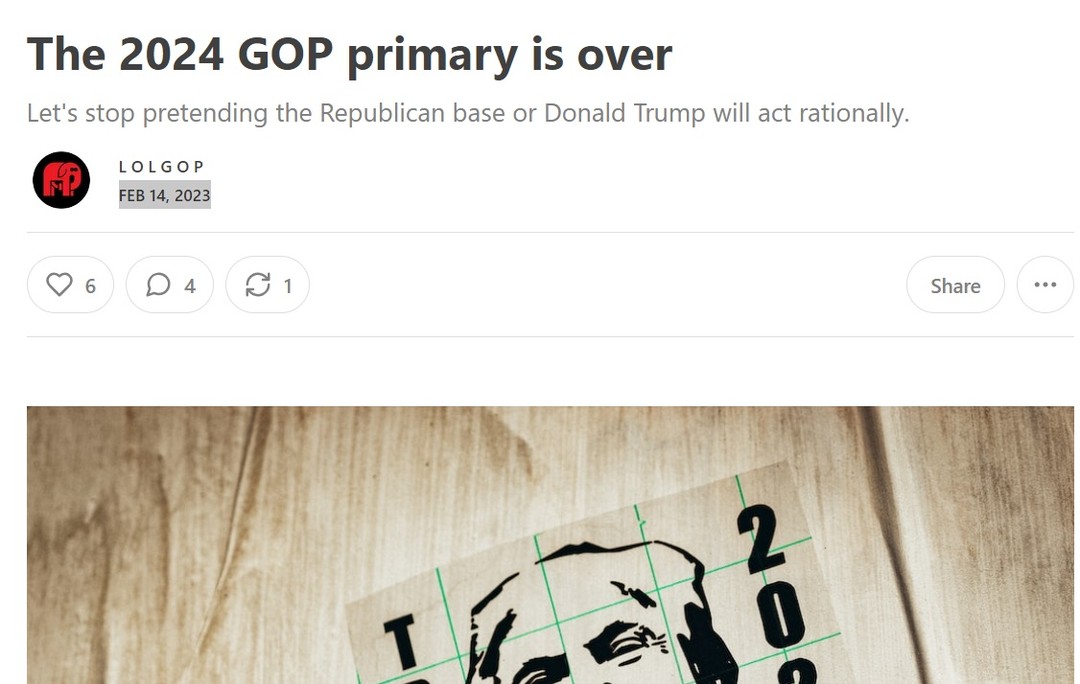 The 2024 GOP primary is over
Let's stop pretending the Republican base or Donald Trump will act rationally.
LOLGOP
FEB 14, 2023
6 4 1 Share
T
2
0